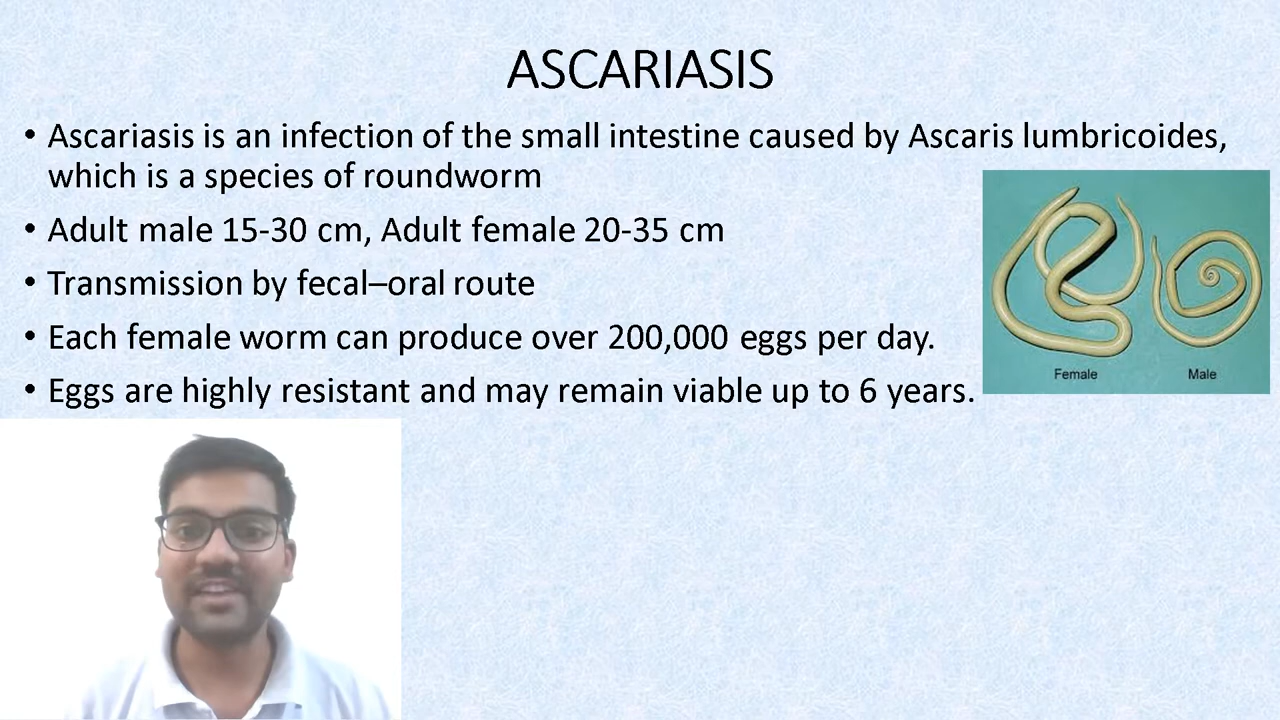 ASCARIASIS
• Ascariasis is an infection of the small intestine caused by Ascaris lumbricoides,
which is a species of roundworm
• Adult male 15-30 cm, Adult female 20-35 cm
• Transmission by fecal–oral route
• Each female worm can produce over 200,000 eggs per day.
• Eggs are highly resistant and may remain viable up to 6 years.
Female Male